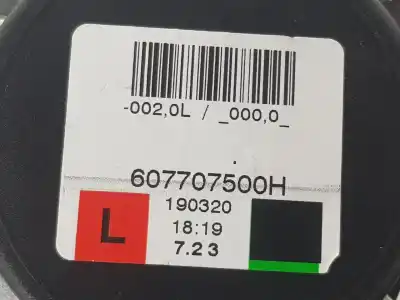 -002,0L / _000,0_
607707500H
L
190320
18:19
7.23